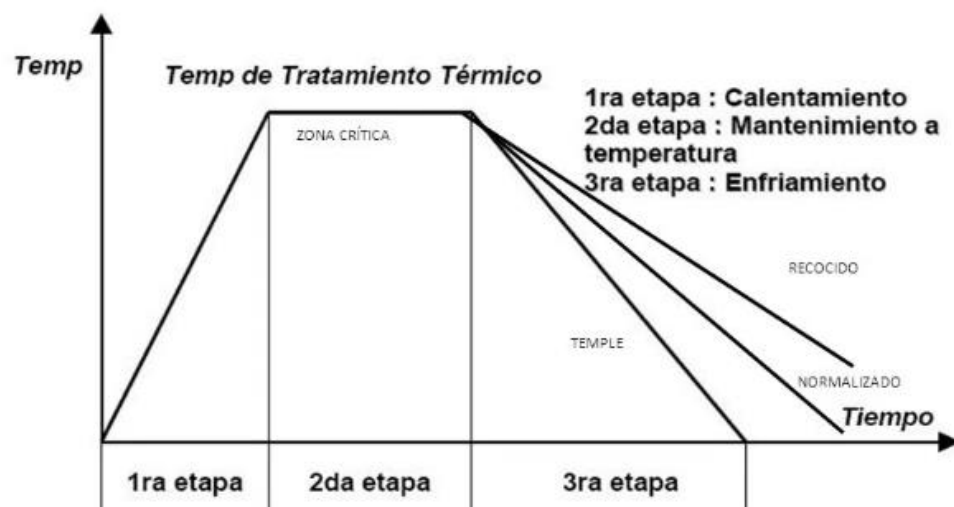 Temp
Temp de Tratamiento Térmico
1ra etapa : Calentamiento
2da etapa : Mantenimiento a
temperatura
3ra etapa : Enfriamiento
ZONA CRÍTICA
RECOCIDO
TEMPLE
NORMALIZADO
Tiempo
1ra etapa
2da etapa
3ra etapa